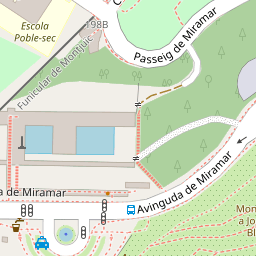 198B
Escola
Poble-sec
Funicular de Montjuïc
Passeig de Miramar
Avinguda de Miramar
a de Miramar
Mon
a Jo
Bl